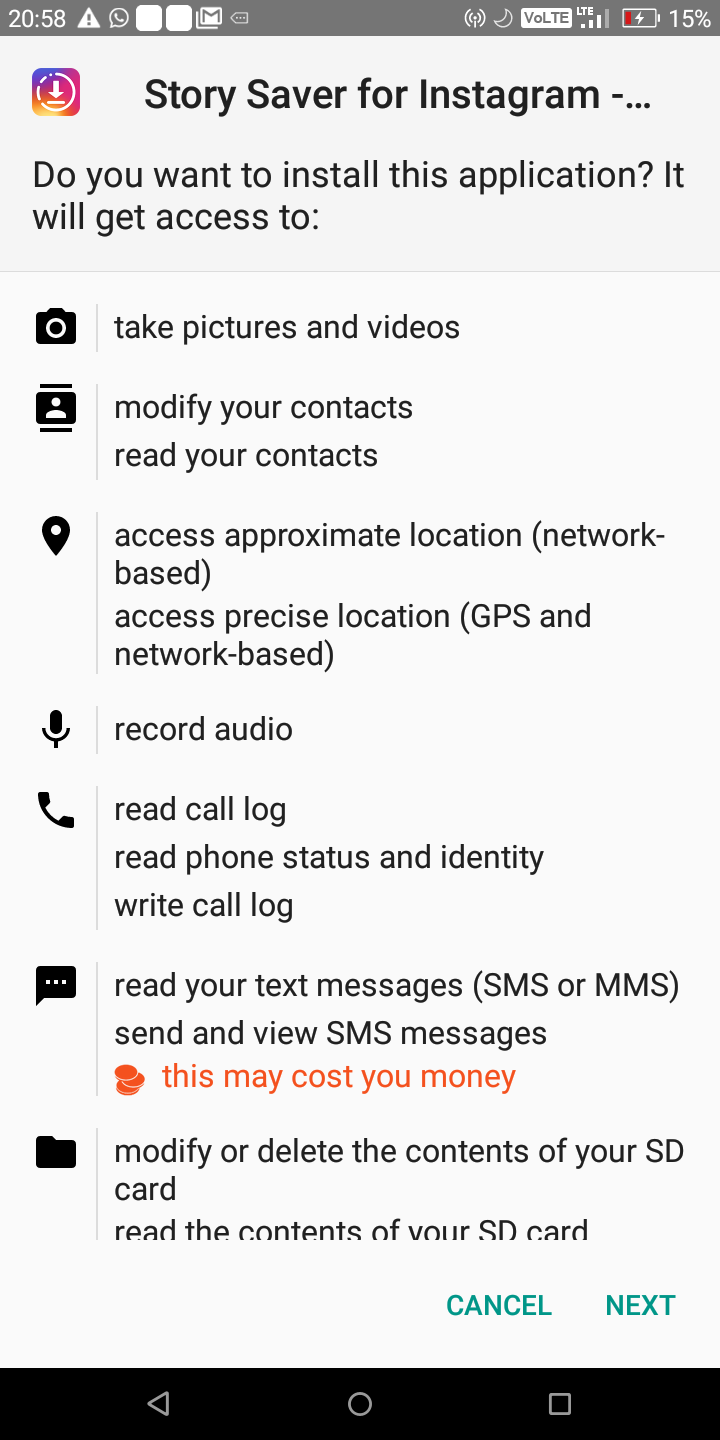 20:58 VoLTE LTE 15%
Story Saver for Instagram -...
Do you want to install this application? It
will get access to:
take pictures and videos
modify your contacts
read your contacts
access approximate location (network-
based)
access precise location (GPS and
network-based)
record audio
read call log
read phone status and identity
write call log
read your text messages (SMS or MMS)
send and view SMS messages
this may cost you money
modify or delete the contents of your SD
card
read the contents of your SD card
CANCEL NEXT